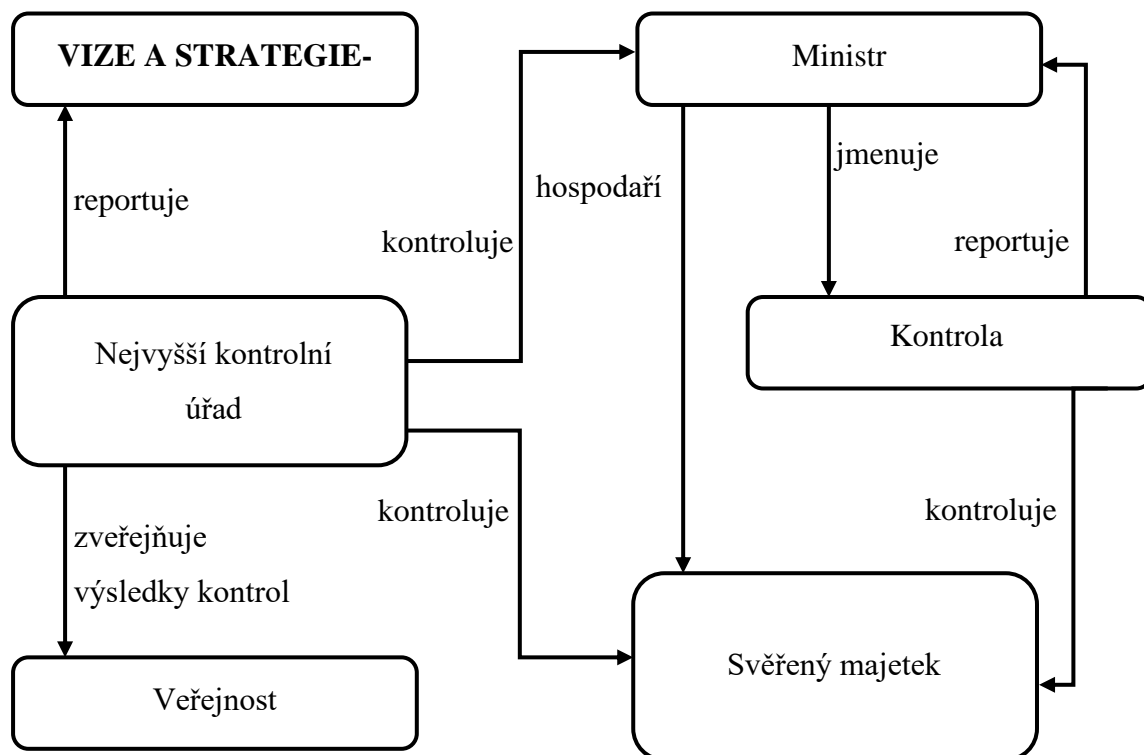 VIZE A STRATEGIE-
Ministr
jmenuje
hospodaří
reportuje
kontroluje
reportuje
Nejvyšší kontrolní
úřad
Kontrola
kontroluje
kontroluje
zveřejňuje
výsledky kontrol
Svěřený majetek
Veřejnost